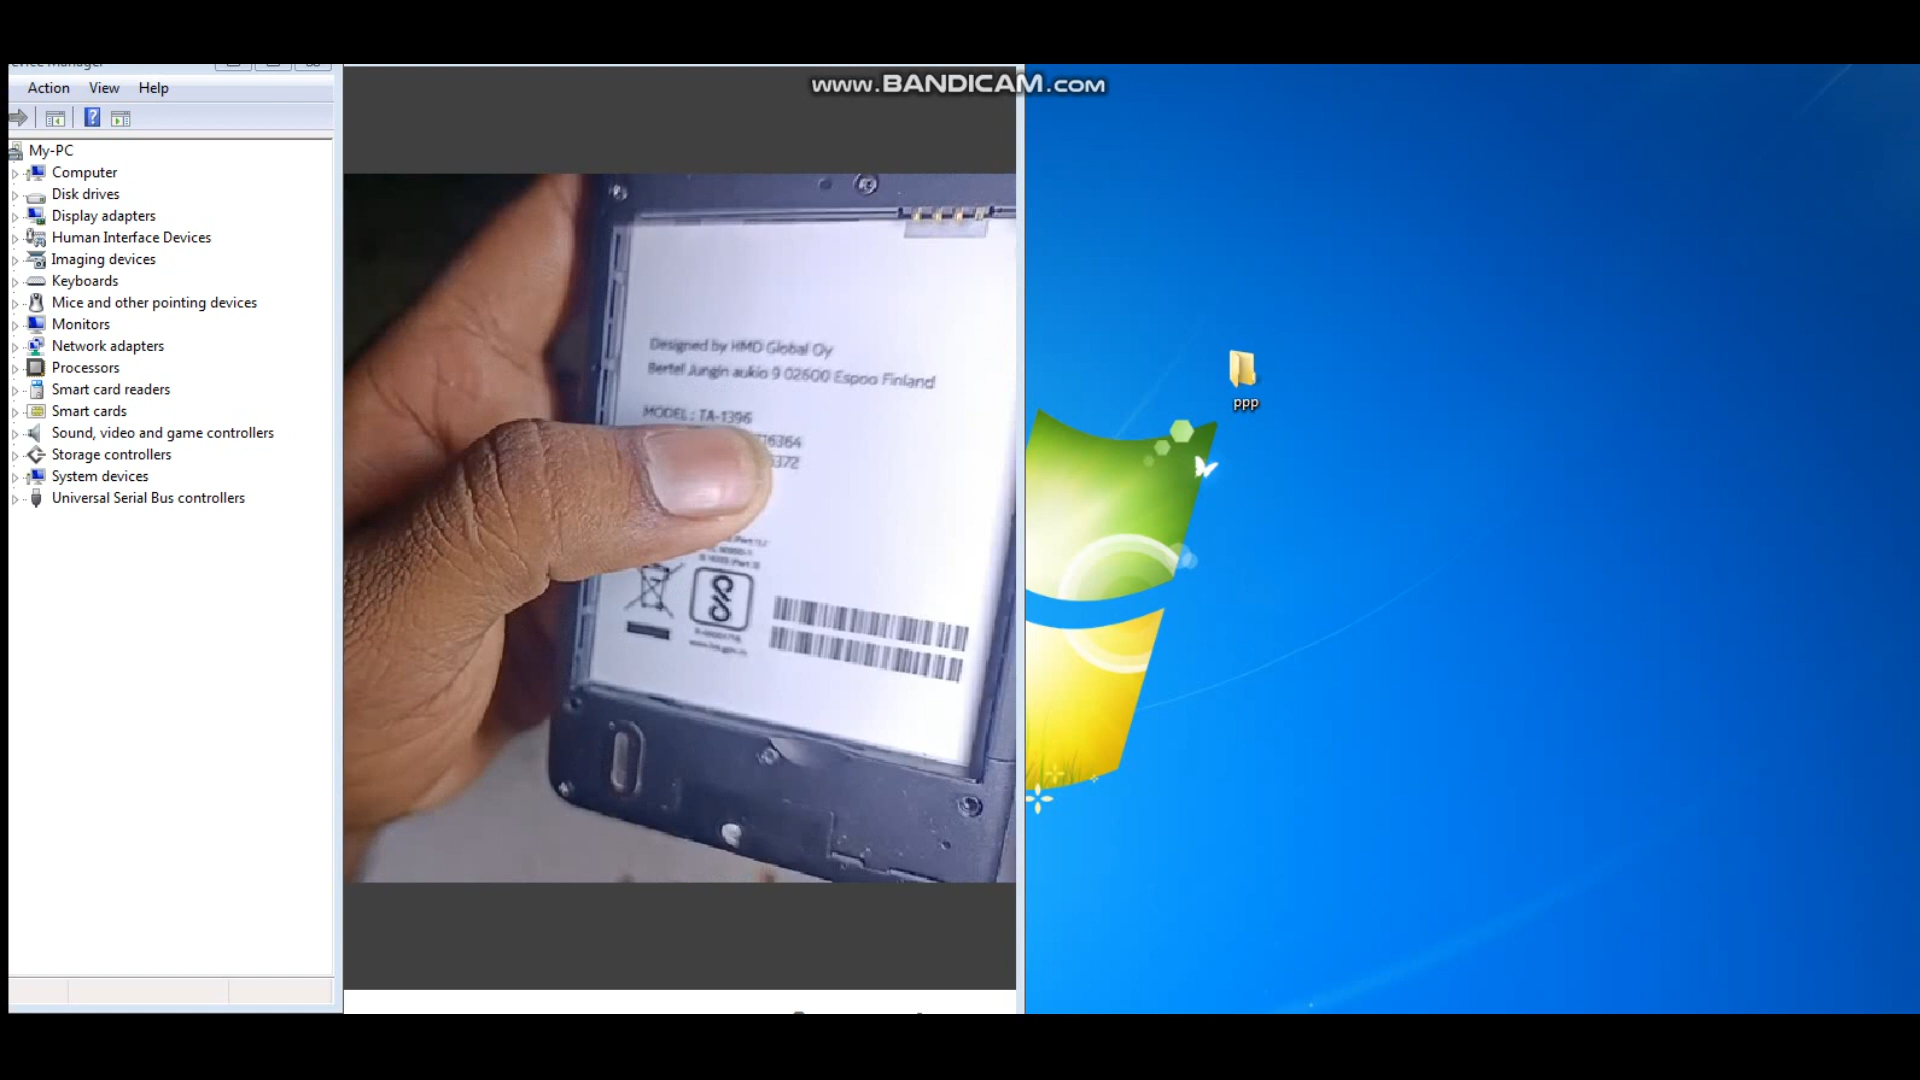 www.BANDICAM.com
Action View Help
My-PC
Computer
Disk drives
Display adapters
Human Interface Devices
Imaging devices
Keyboards
Mice and other pointing devices
Monitors
Network adapters
Processors
Smart card readers
Smart cards
Sound, video and game controllers
Storage controllers
System devices
Universal Serial Bus controllers
Designed by HMD Global Oy
Bertel Jungin aukio 9 02600 Espoo Finland
MODEL : TA-1396
16364
372
ppp